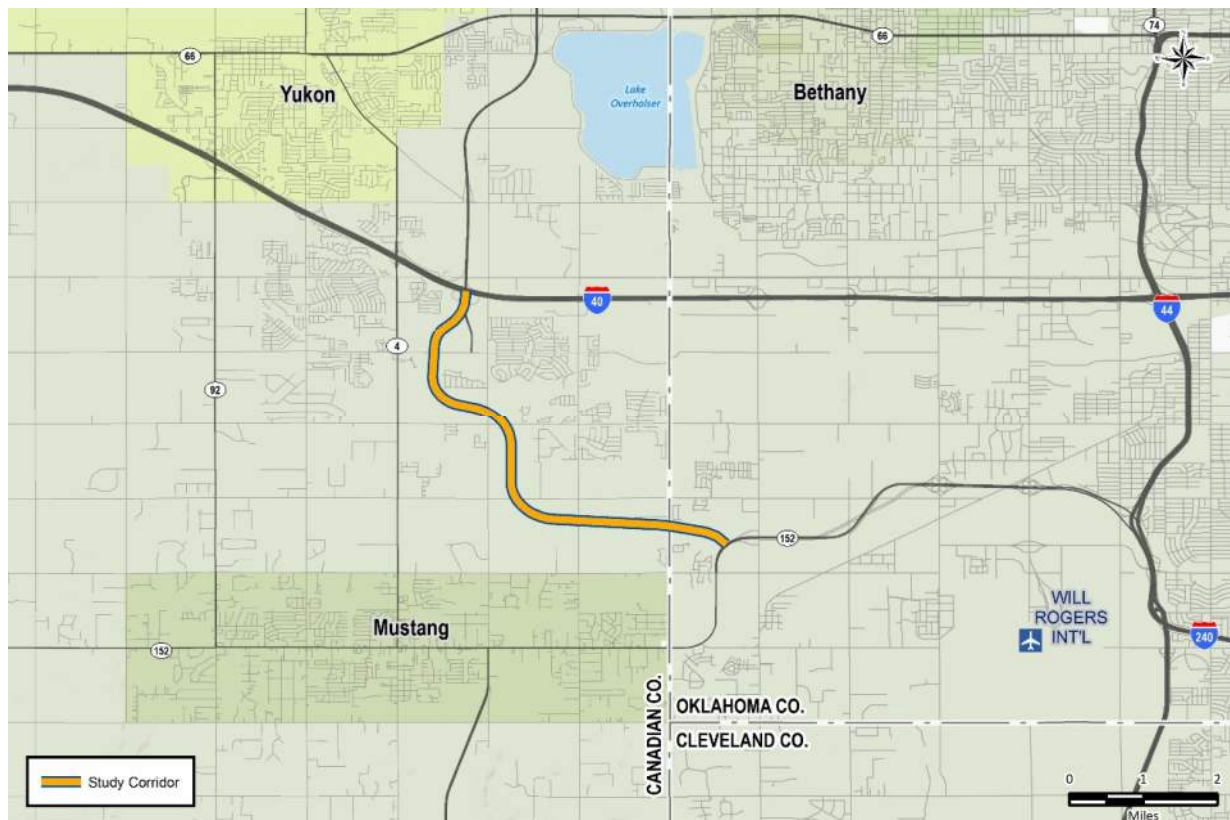 74
66
66
Yukon
Lake
Overholser
Bethany
40
44
4
92
152
WILL
ROGERS
INT'L
Mustang
152
240
CANADIAN CO.
OKLAHOMA CO.
CLEVELAND CO.
Study Corridor
0 1 2
Miles